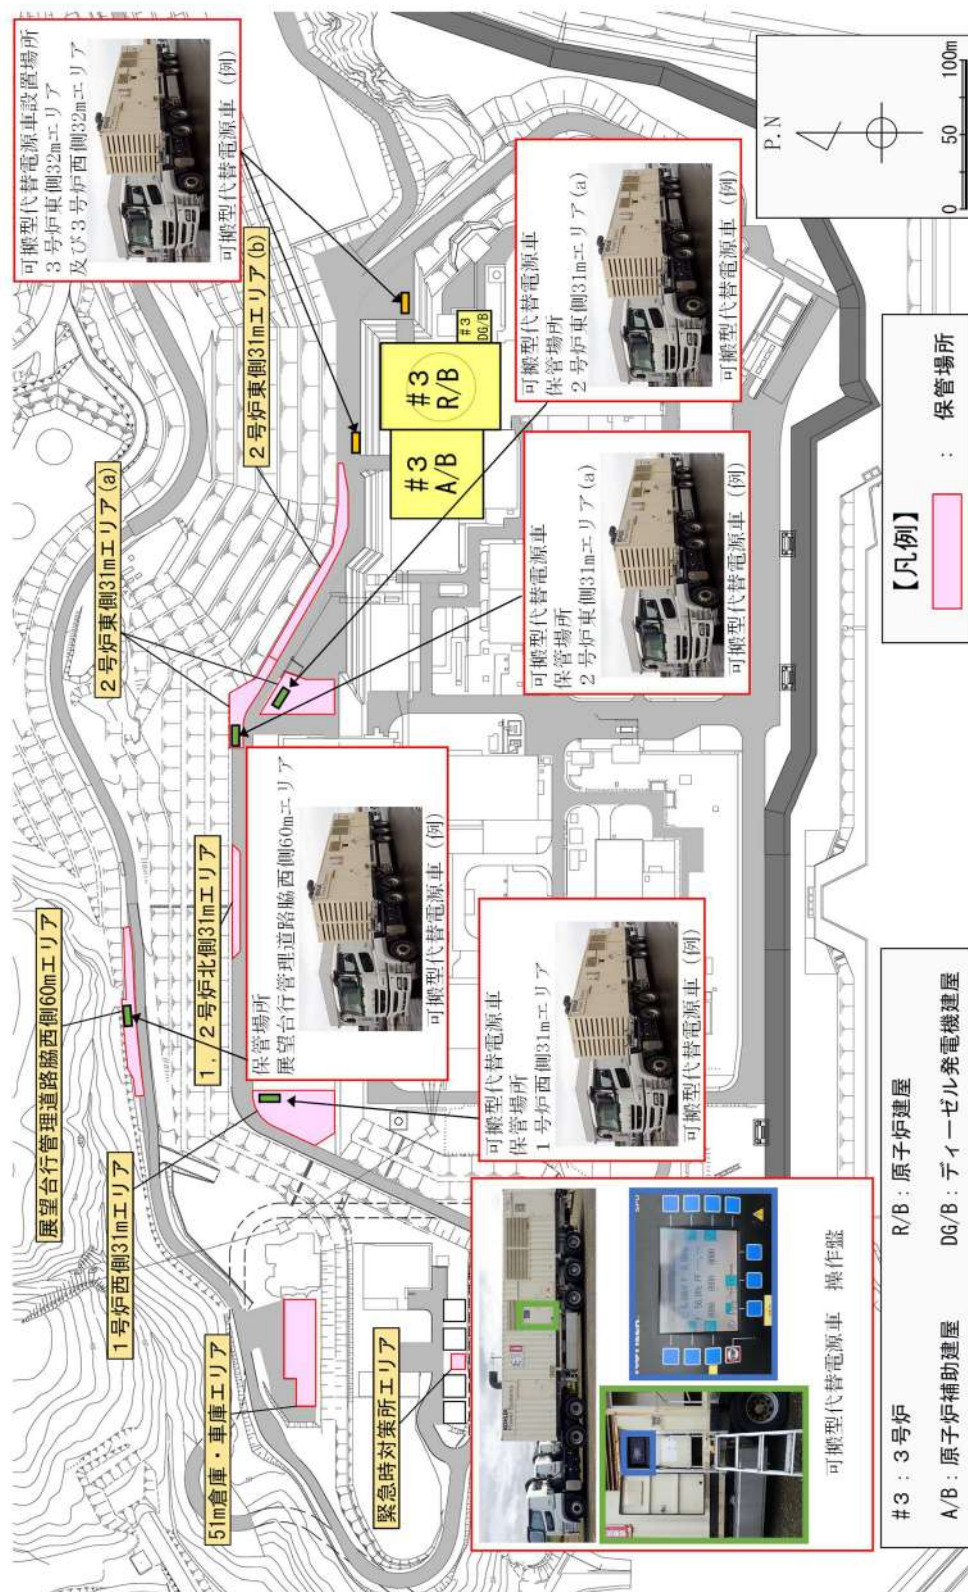 展望台行管理道路脇西側60mエリア
1号炉西側31mエリア
51m倉庫・車庫エリア
緊急時対策所エリア
1, 2号炉北側31mエリア
2号炉東側31mエリア(a)
2号炉東側31mエリア(b)
可搬型代替電源車設置場所
3号炉東側32mエリア
及び3号炉西側32mエリア
可搬型代替電源車(例)
保管場所
展望台行管理道路脇西側60mエリア
可搬型代替電源車(例)
可搬型代替電源車
保管場所
1号炉西側31mエリア
可搬型代替電源車(例)
可搬型代替電源車
保管場所
2号炉東側31mエリア(a)
可搬型代替電源車(例)
可搬型代替電源車
保管場所
2号炉東側31mエリア(a)
可搬型代替電源車(例)
#3
A/B
#3
R/B
#3
DG/B
可搬型代替電源車 操作盤
#3:3号炉
R/B:原子炉建屋
A/B:原子炉補助建屋
DG/B:ディーゼル発電機建屋
【凡例】
: 保管場所
P.N
0 50 100m